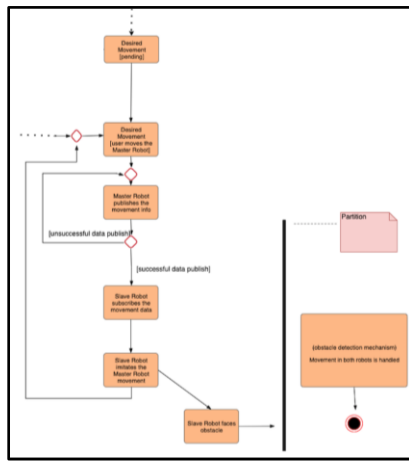 Desired
Movement
[pending]
Desired
Movement
[user moves the
Master Robot]
Master Robot
publishes the
movement info
[unsuccessful data publish]
[successful data publish]
Slave Robot
subscribes the
movement data
Slave Robot
imitates the
Master Robot
movement
Slave Robot faces
obstacle
Partition
(obstacle detection mechanism)
Movement in both robots is handled